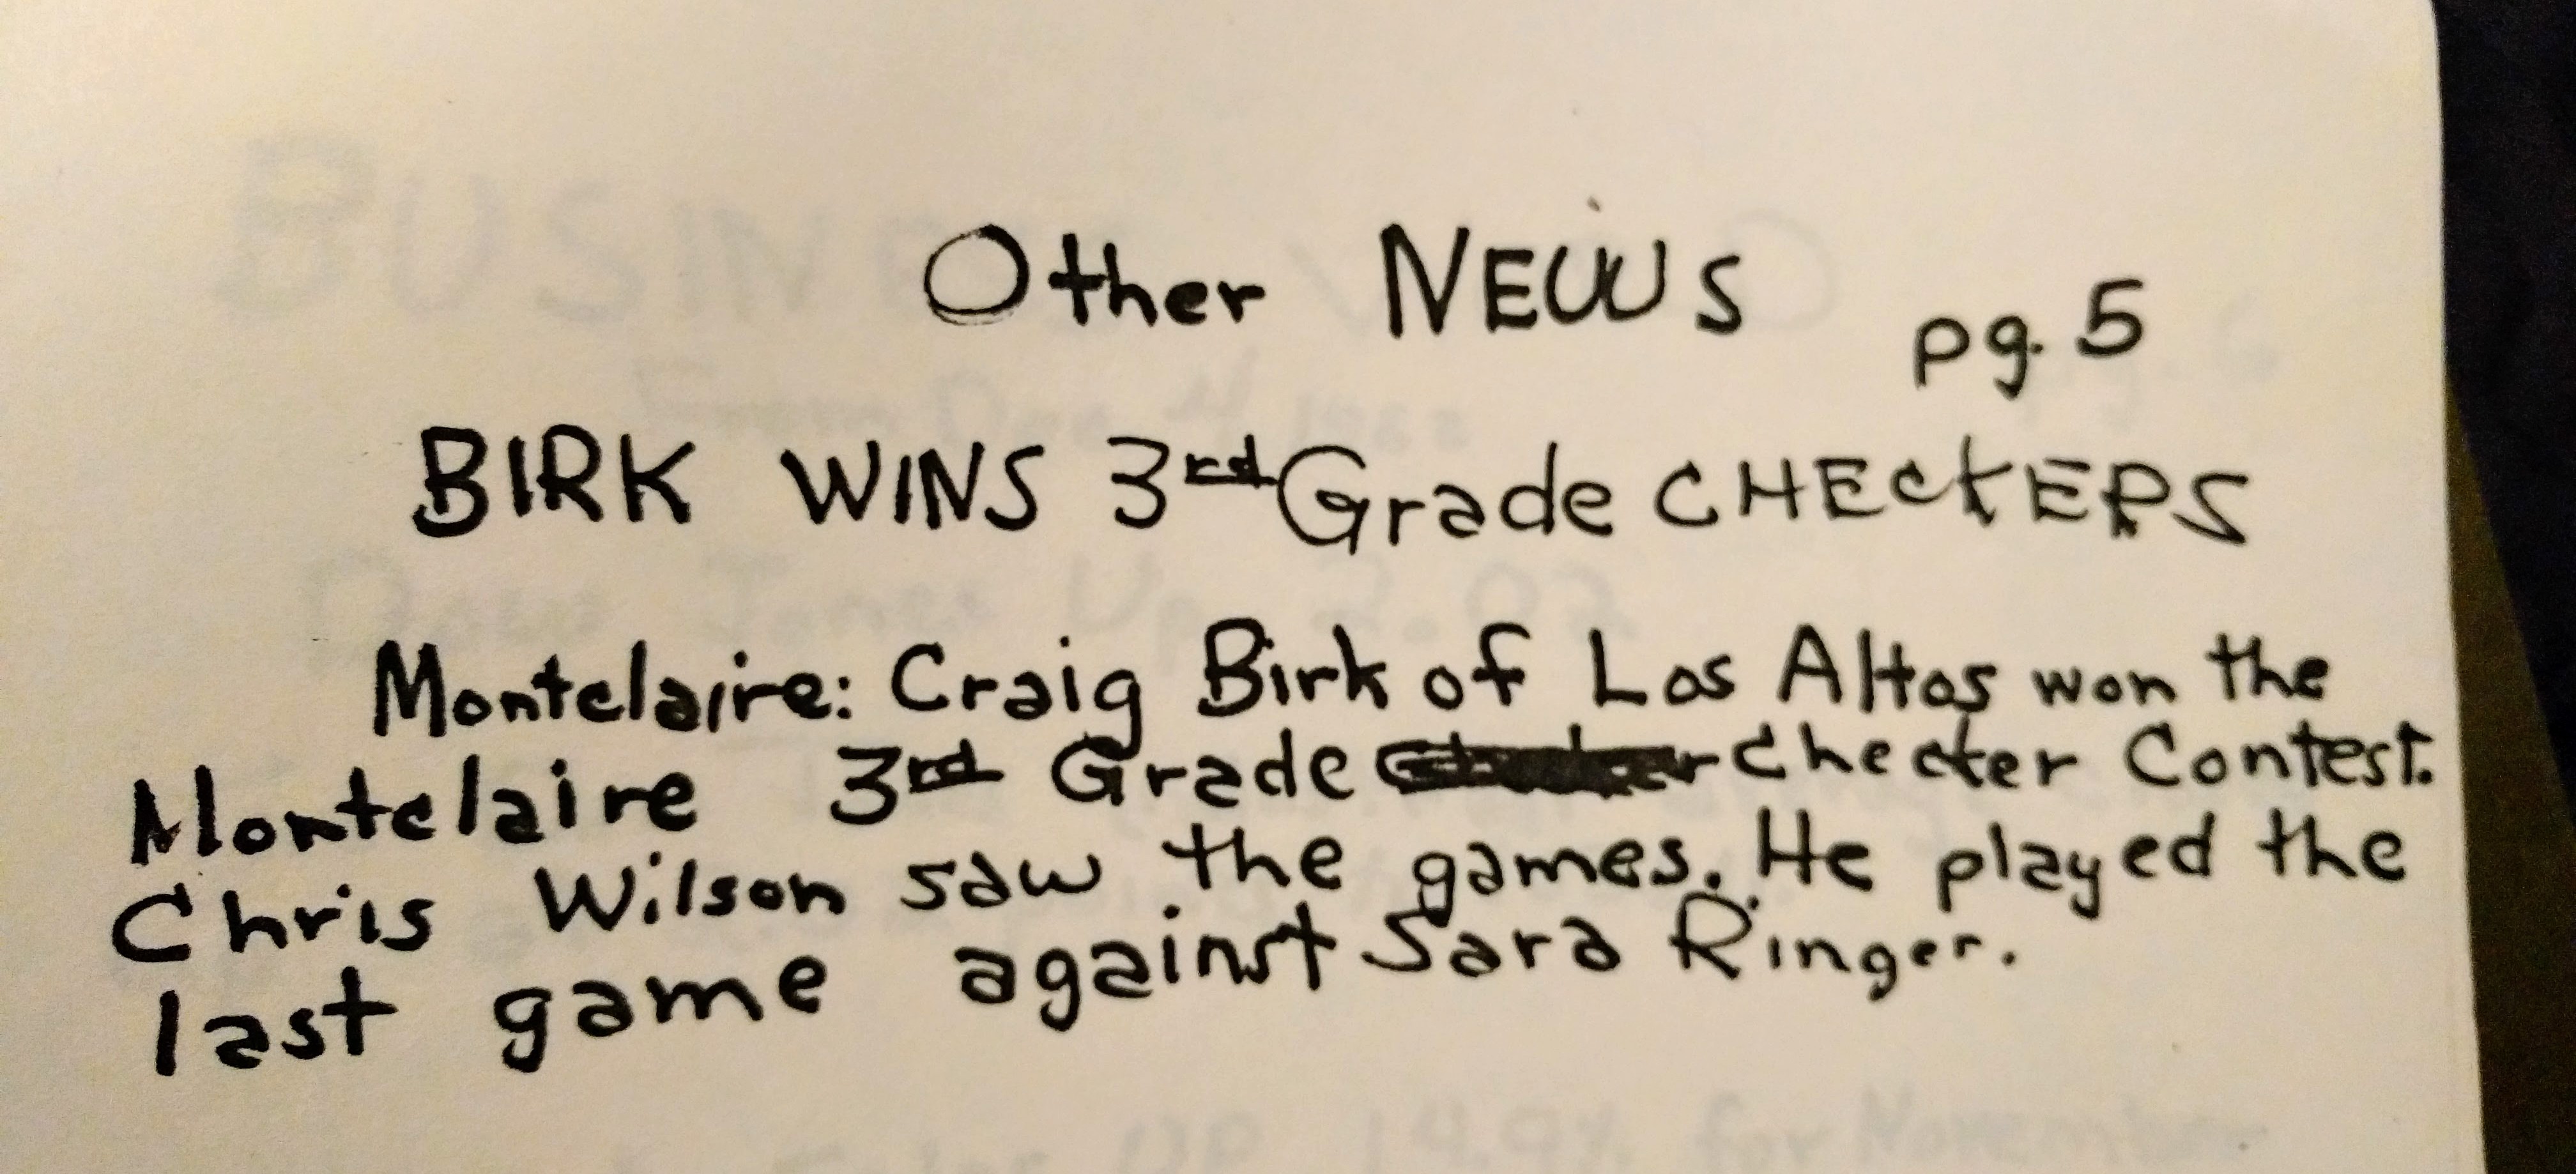 Other NEWS pg. 5
BIRK WINS 3rd Grade CHECKERS
Montclaire: Craig Birk of Los Altos won the
Montclaire 3rd Grade Checker Contest.
Chris Wilson saw the games. He played the
last game against Sara Ringer.